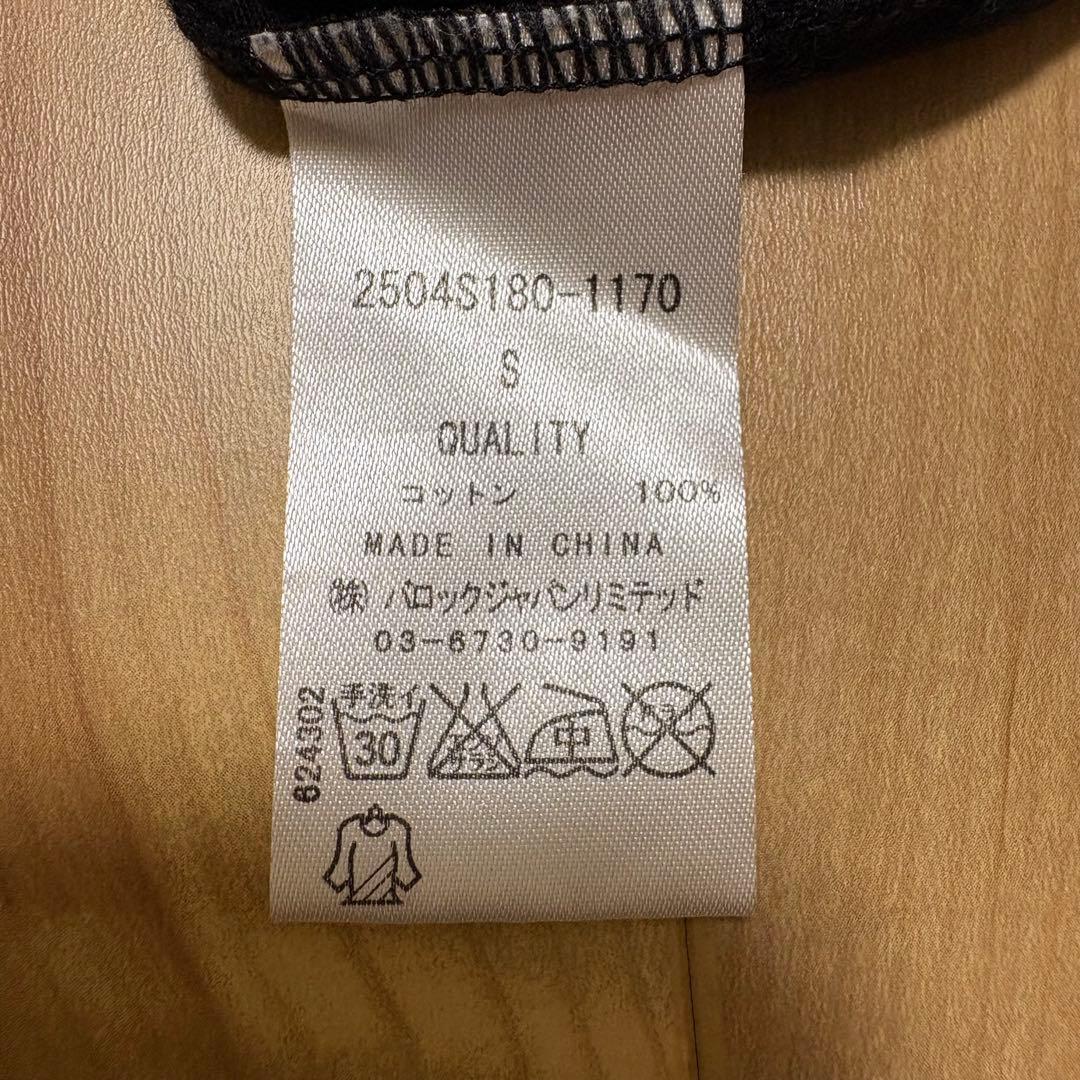 2504S180-1170
S
QUALITY
コットン 100%
MADE IN CHINA
㈱ バロックジャパンリミテッド
03-6730-9191
624302
手洗イ
30
中